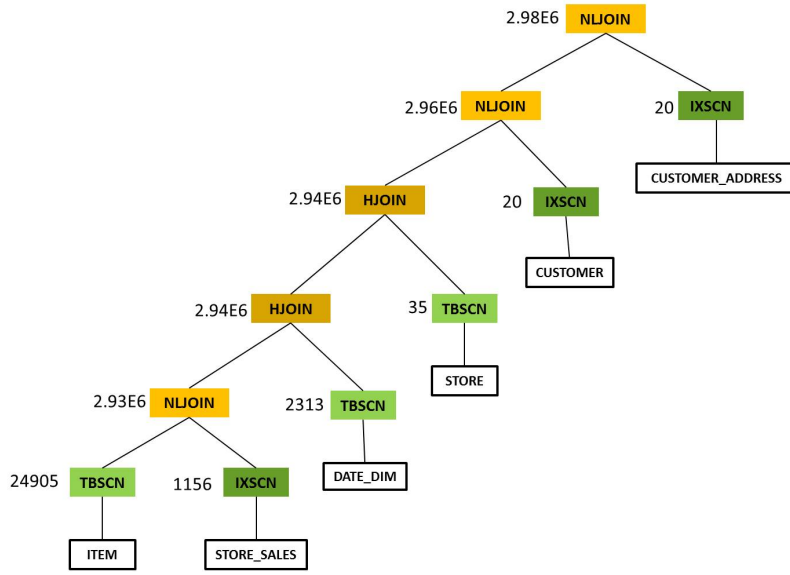 2.98E6 NLJOIN
2.96E6 NLJOIN 20 IXSCN
CUSTOMER_ADDRESS
2.94E6 HJOIN 20 IXSCN
CUSTOMER
2.94E6 HJOIN 35 TBSCN
STORE
2.93E6 NLJOIN 2313 TBSCN
DATE_DIM
24905 TBSCN 1156 IXSCN
ITEM STORE_SALES